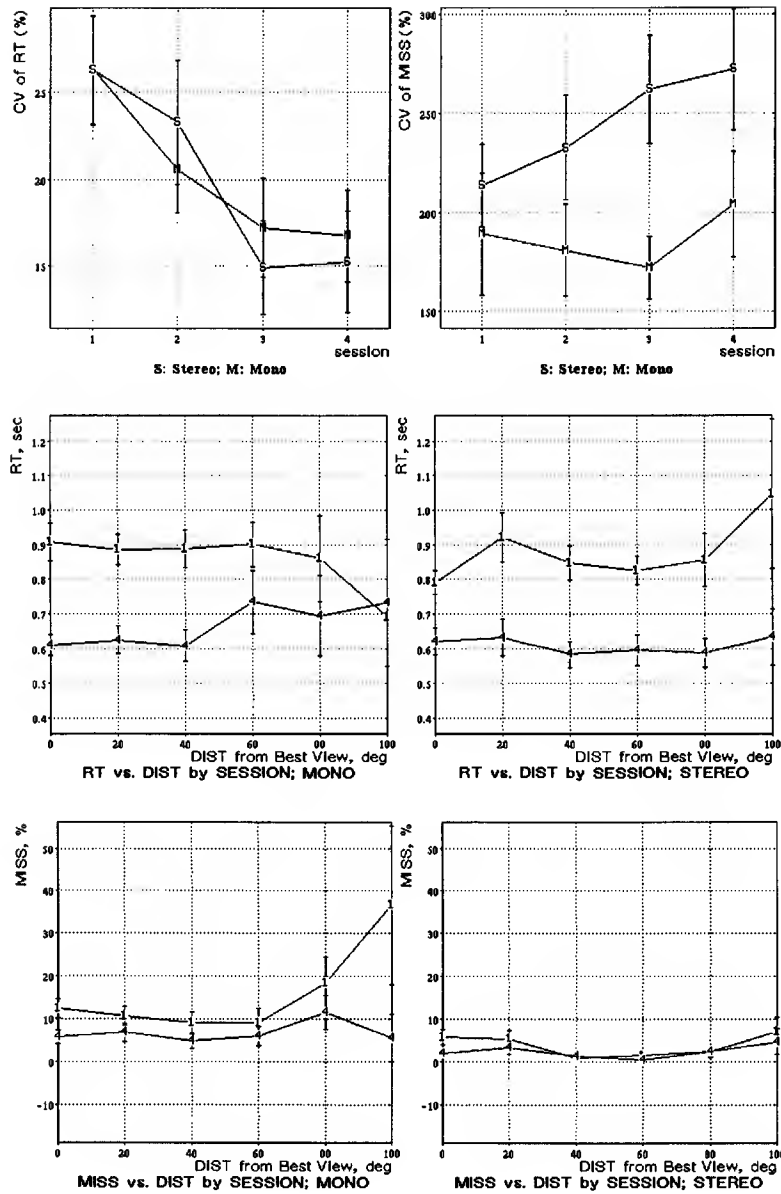 CV of RT (%)
25
20
15
1 2 3 4
session
S: Stereo; M: Mono
CV of MISS (%)
300
250
200
150
1 2 3 4
session
S: Stereo; M: Mono
RT, sec
1.2
1.1
1.0
0.9
0.8
0.7
0.6
0.5
0.4
0 20 40 60 80 100
DIST from Best View, deg
RT vs. DIST by SESSION; MONO
RT, sec
1.2
1.1
1.0
0.9
0.8
0.7
0.6
0.5
0.4
0 20 40 60 80 100
DIST from Best View, deg
RT vs. DIST by SESSION; STEREO
MISS, %
50
40
30
20
10
0
-10
0 20 40 60 80 100
DIST from Best View, deg
MISS vs. DIST by SESSION; MONO
MISS, %
50
40
30
20
10
0
-10
0 20 40 60 80 100
DIST from Best View, deg
MISS vs. DIST by SESSION; STEREO